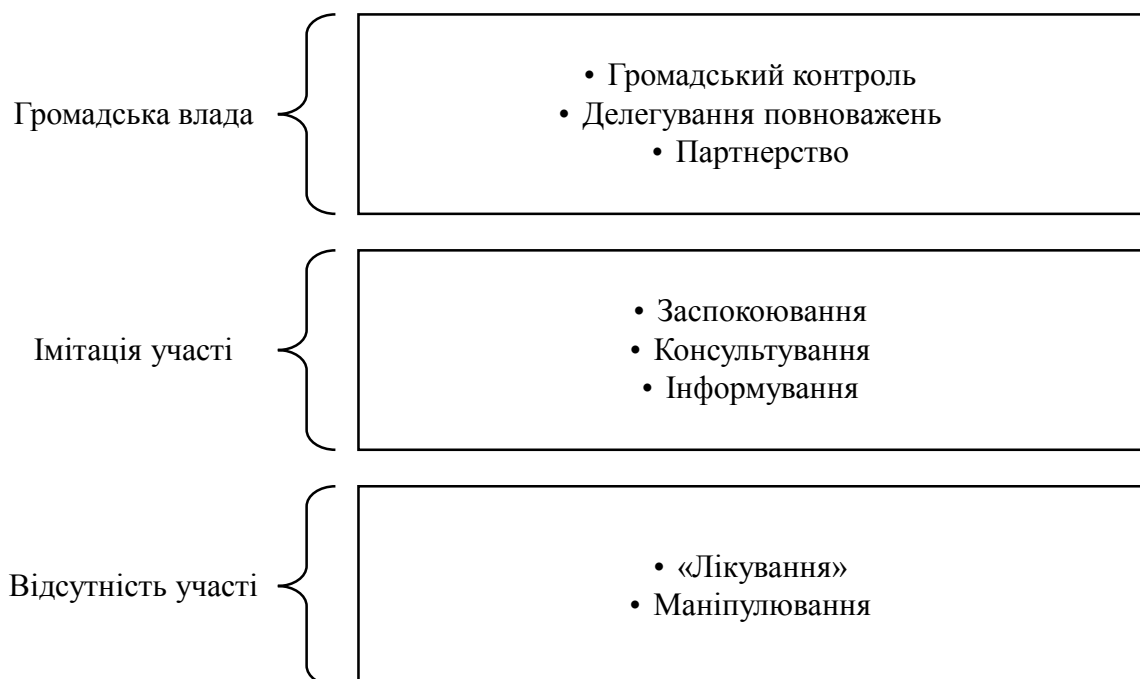 Громадська влада
• Громадський контроль
• Делегування повноважень
• Партнерство
Імітація участі
• Заспокоювання
• Консультування
• Інформування
Відсутність участі
• «Лікування»
• Маніпулювання